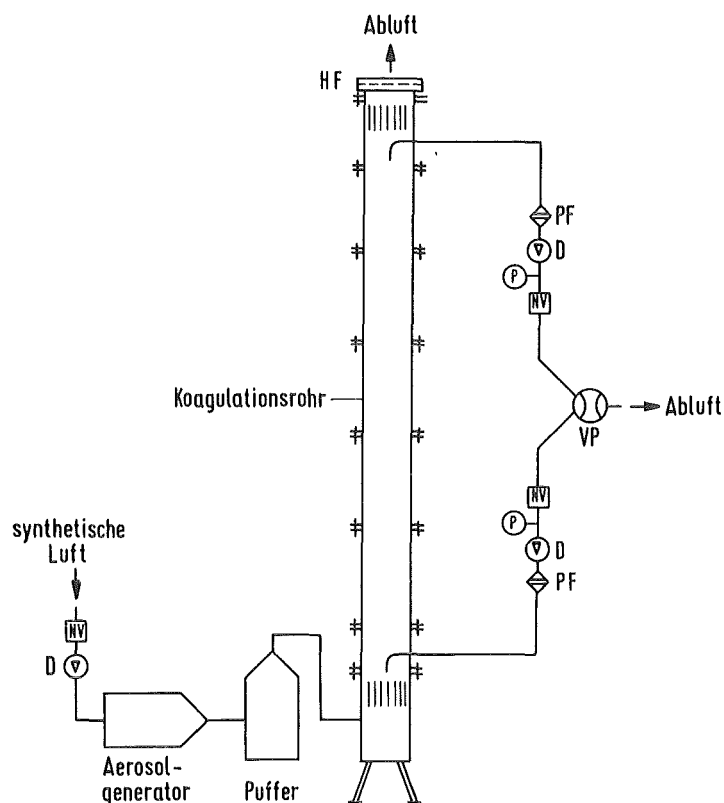 Abluft
HF
PF
D
P
NV
Koagulationsrohr
Abluft
VP
NV
P
D
PF
synthetische
Luft
NV
D
Aerosol-
generator
Puffer